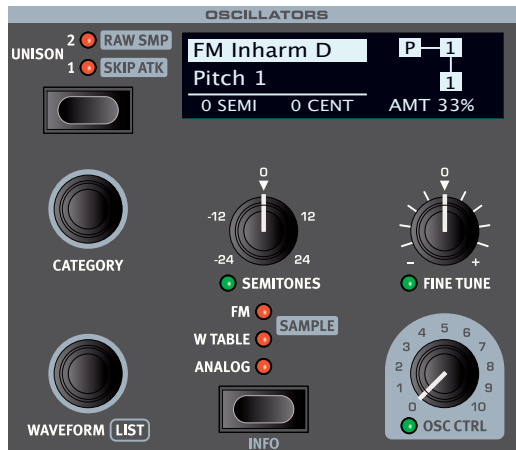 OSCILLATORS
UNISON
2 RAW SMP
1 SKIP ATK
FM Inharm D
Pitch 1
0 SEMI 0 CENT
P 1
1
AMT 33%
CATEGORY
0
-12 12
-24 24
SEMITONES
0
- +
FINE TUNE
FM
W TABLE
ANALOG
SAMPLE
WAVEFORM LIST
INFO
0 1 2 3 4 5 6 7 8 9 10
OSC CTRL